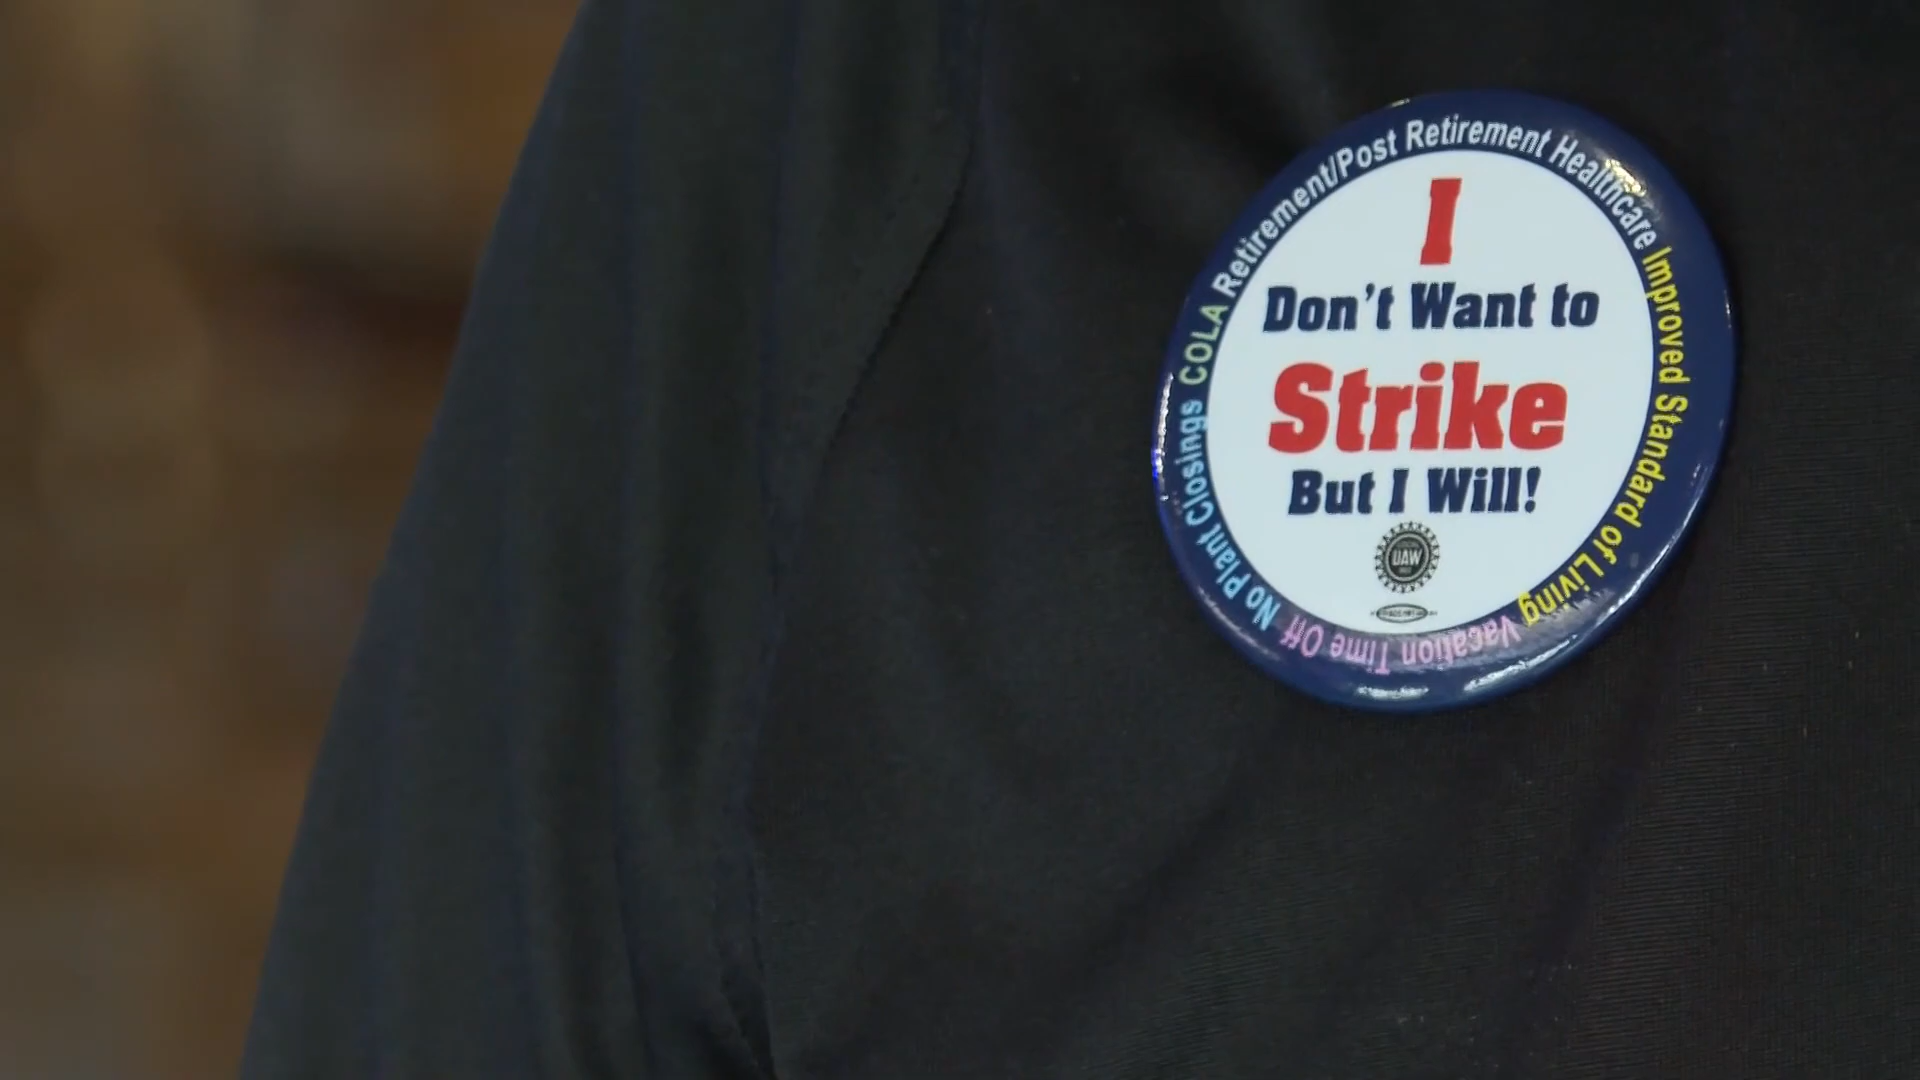 COLA Retirement/Post Retirement Healthcare Improved Standard of Living Vacation Time Off No Plant Closings
I
Don't Want to
Strike
But I Will!
UAW